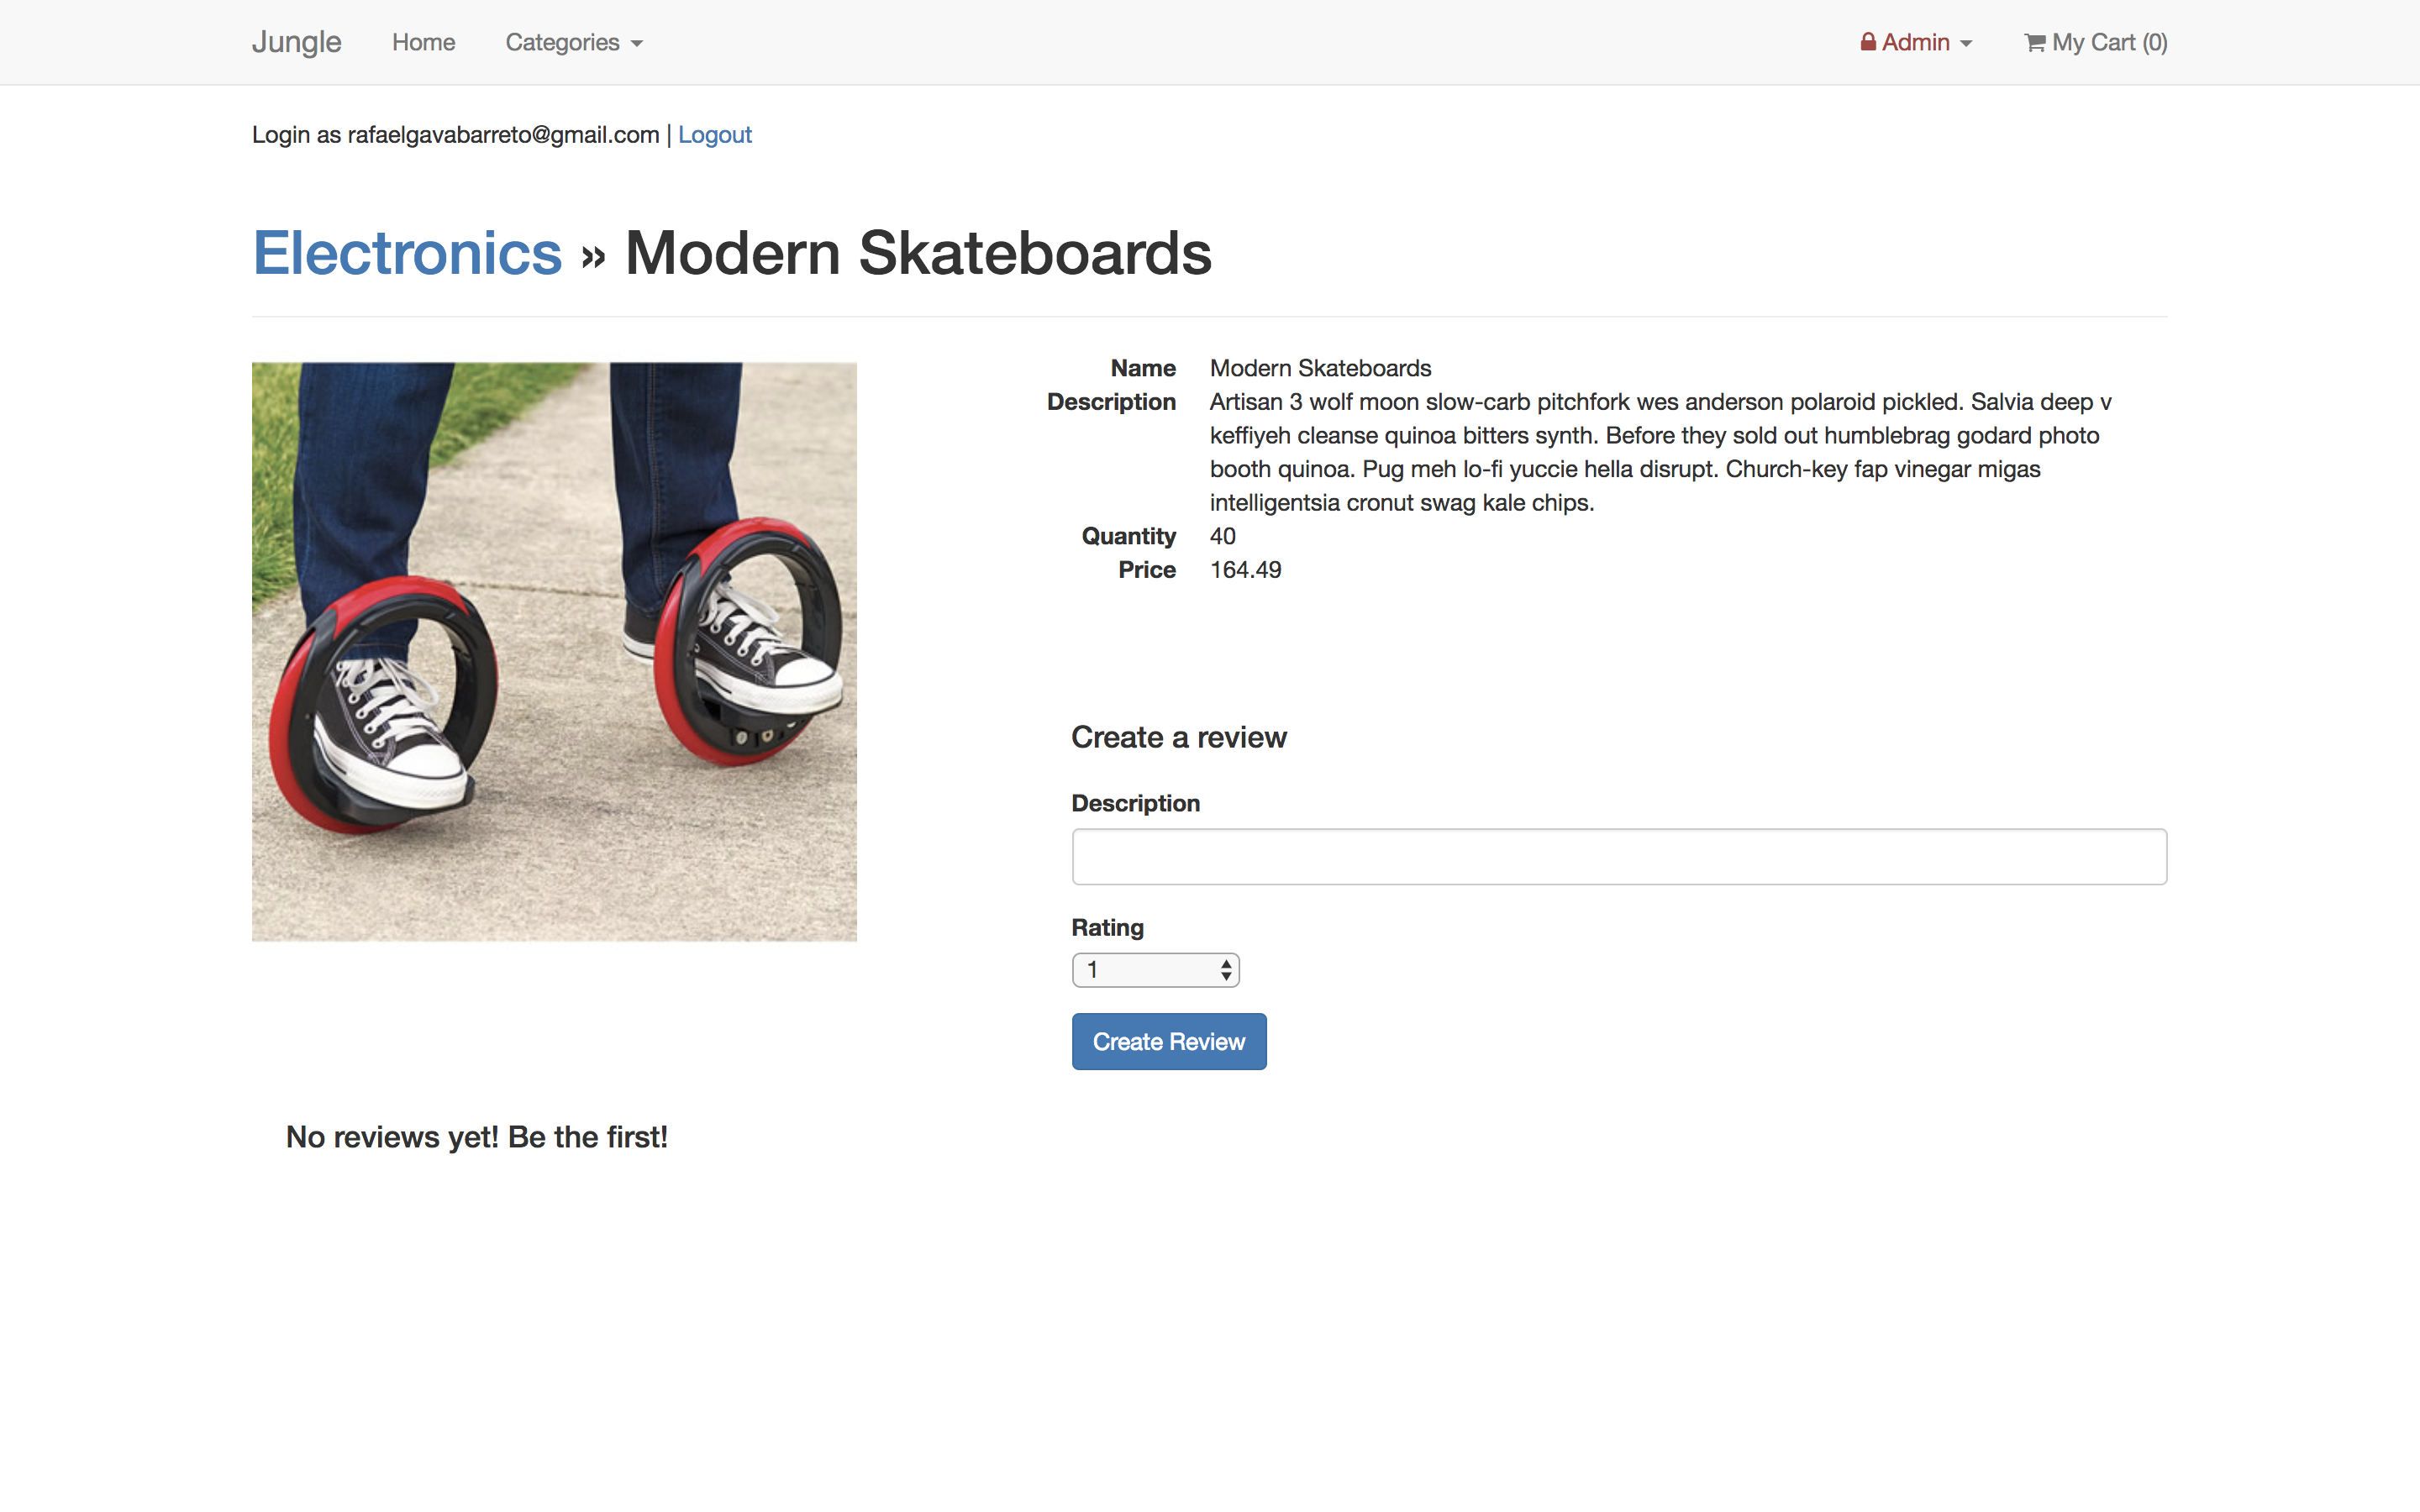 Jungle Home Categories Admin My Cart (0)
Login as rafaelgavabarreto@gmail.com | Logout
Electronics » Modern Skateboards
Name Modern Skateboards
Description Artisan 3 wolf moon slow-carb pitchfork wes anderson polaroid pickled. Salvia deep v
keffiyeh cleanse quinoa bitters synth. Before they sold out humblebrag godard photo
booth quinoa. Pug meh lo-fi yuccie hella disrupt. Church-key fap vinegar migas
intelligentsia cronut swag kale chips.
Quantity 40
Price 164.49
Create a review
Description
Rating
1
Create Review
No reviews yet! Be the first!